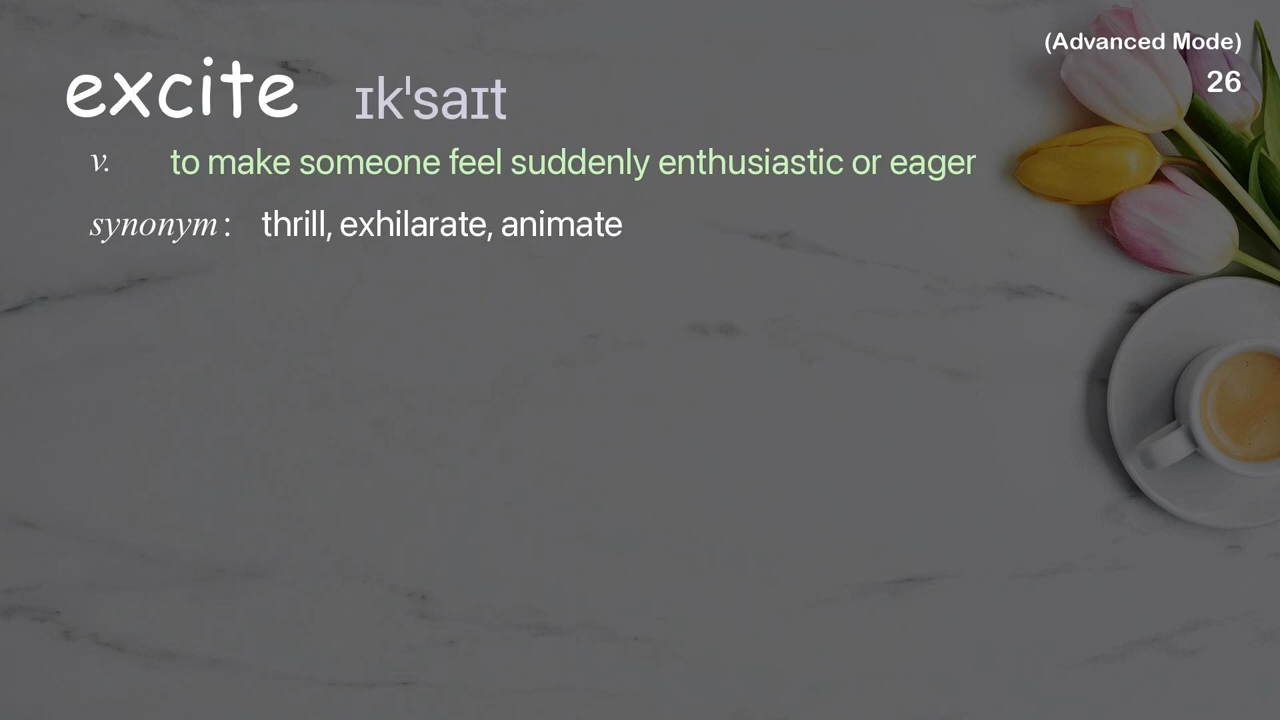 (Advanced Mode)
26
excite ɪkˈsaɪt
v. to make someone feel suddenly enthusiastic or eager
synonym: thrill, exhilarate, animate